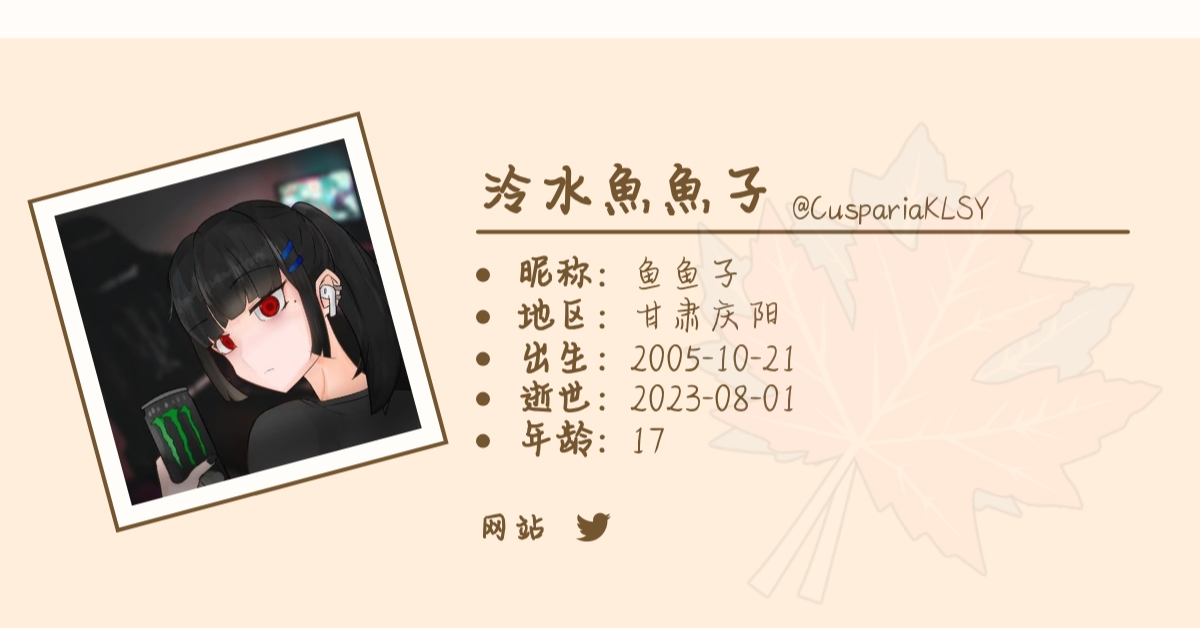 泠水魚魚子 @CuspariaKLSY
昵称： 鱼鱼子
地区： 甘肃庆阳
出生： 2005-10-21
逝世： 2023-08-01
年龄： 17
网站